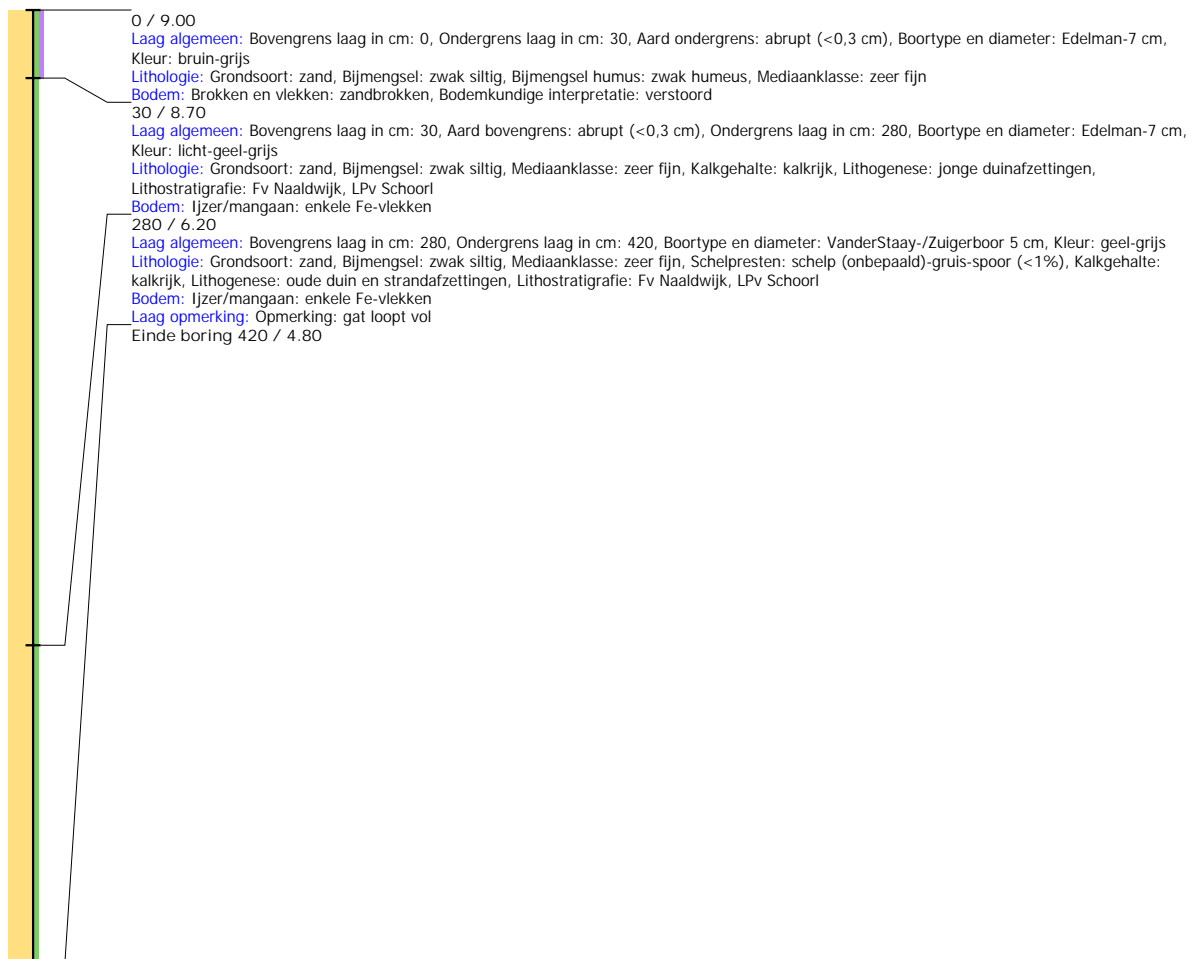 0 / 9.00
Laag algemeen: Bovengrens laag in cm: 0, Ondergrens laag in cm: 30, Aard ondergrens: abrupt (<0,3 cm), Boortype en diameter: Edelman-7 cm,
Kleur: bruin-grijs
Lithologie: Grondsoort: zand, Bijmengsel: zwak siltig, Bijmengsel humus: zwak humeus, Mediaanklasse: zeer fijn
Bodem: Brokken en vlekken: zandbrokken, Bodemkundige interpretatie: verstoord
30 / 8.70
Laag algemeen: Bovengrens laag in cm: 30, Aard bovengrens: abrupt (<0,3 cm), Ondergrens laag in cm: 280, Boortype en diameter: Edelman-7 cm,
Kleur: licht-geel-grijs
Lithologie: Grondsoort: zand, Bijmengsel: zwak siltig, Mediaanklasse: zeer fijn, Kalkgehalte: kalkrijk, Lithogenese: jonge duinafzettingen,
Lithostratigrafie: Fv Naaldwijk, LPv Schoorl
Bodem: Ijzer/mangaan: enkele Fe-vlekken
280 / 6.20
Laag algemeen: Bovengrens laag in cm: 280, Ondergrens laag in cm: 420, Boortype en diameter: VanderStaay-/Zuigerboor 5 cm, Kleur: geel-grijs
Lithologie: Grondsoort: zand, Bijmengsel: zwak siltig, Mediaanklasse: zeer fijn, Schelpresten: schelp (onbepaald)-gruis-spoor (<1%), Kalkgehalte:
kalkrijk, Lithogenese: oude duin en strandafzettingen, Lithostratigrafie: Fv Naaldwijk, LPv Schoorl
Bodem: Ijzer/mangaan: enkele Fe-vlekken
Laag opmerking: Opmerking: gat loopt vol
Einde boring 420 / 4.80